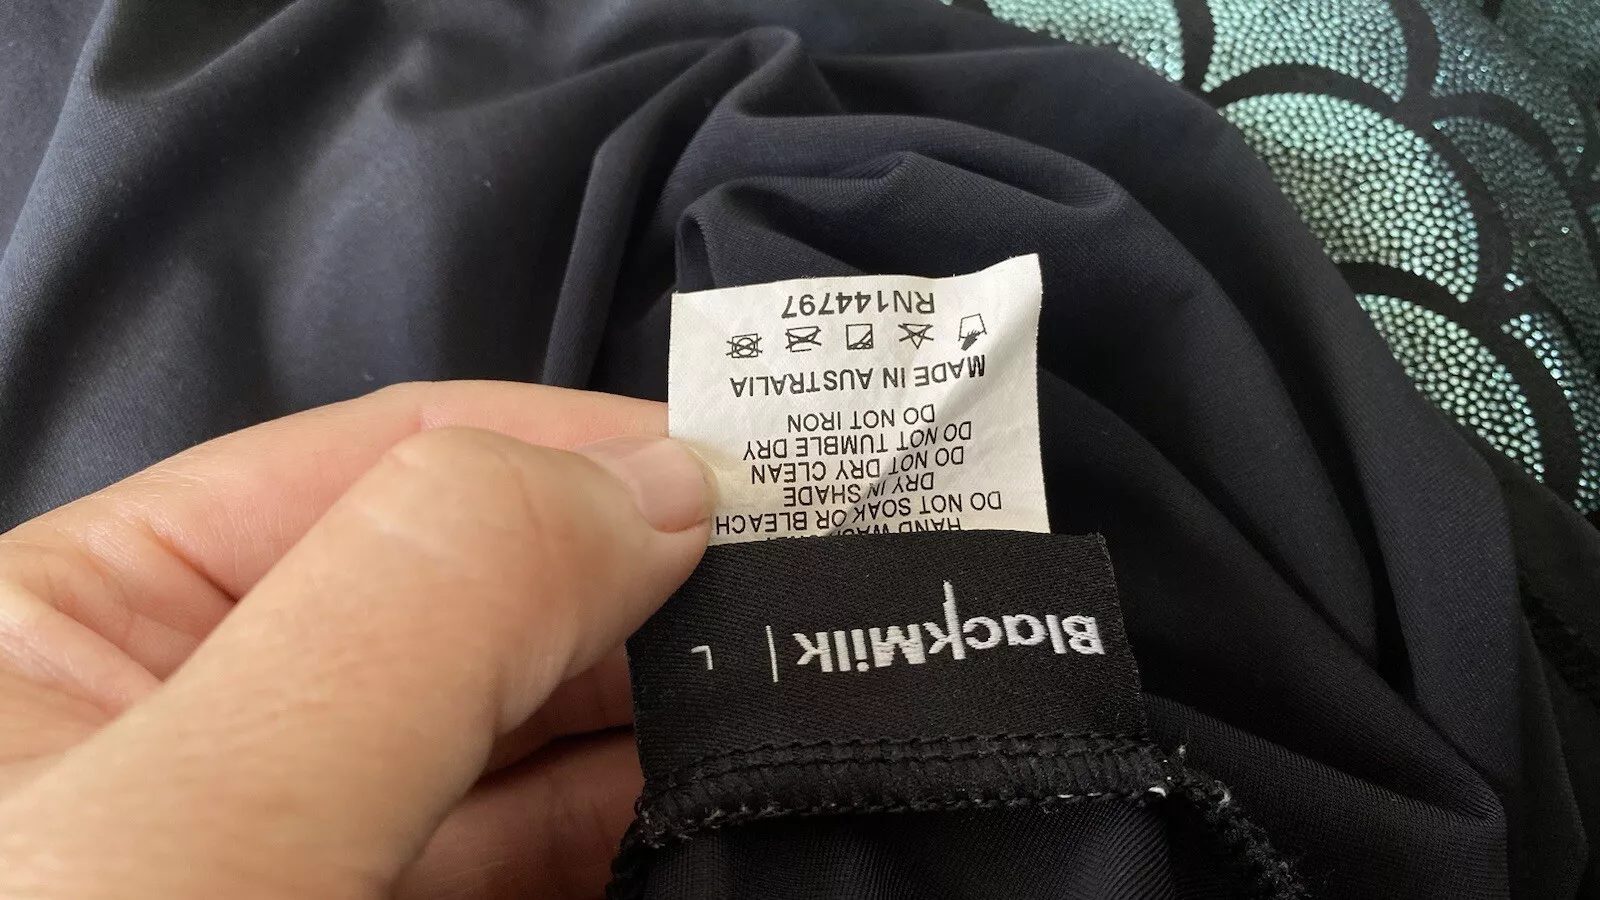 BlackMilk | L
HAND
DO NOT SOAK OR BLEACH
DRY IN SHADE
DO NOT DRY CLEAN
DO NOT TUMBLE DRY
DO NOT IRON
MADE IN AUSTRALIA
RN144797